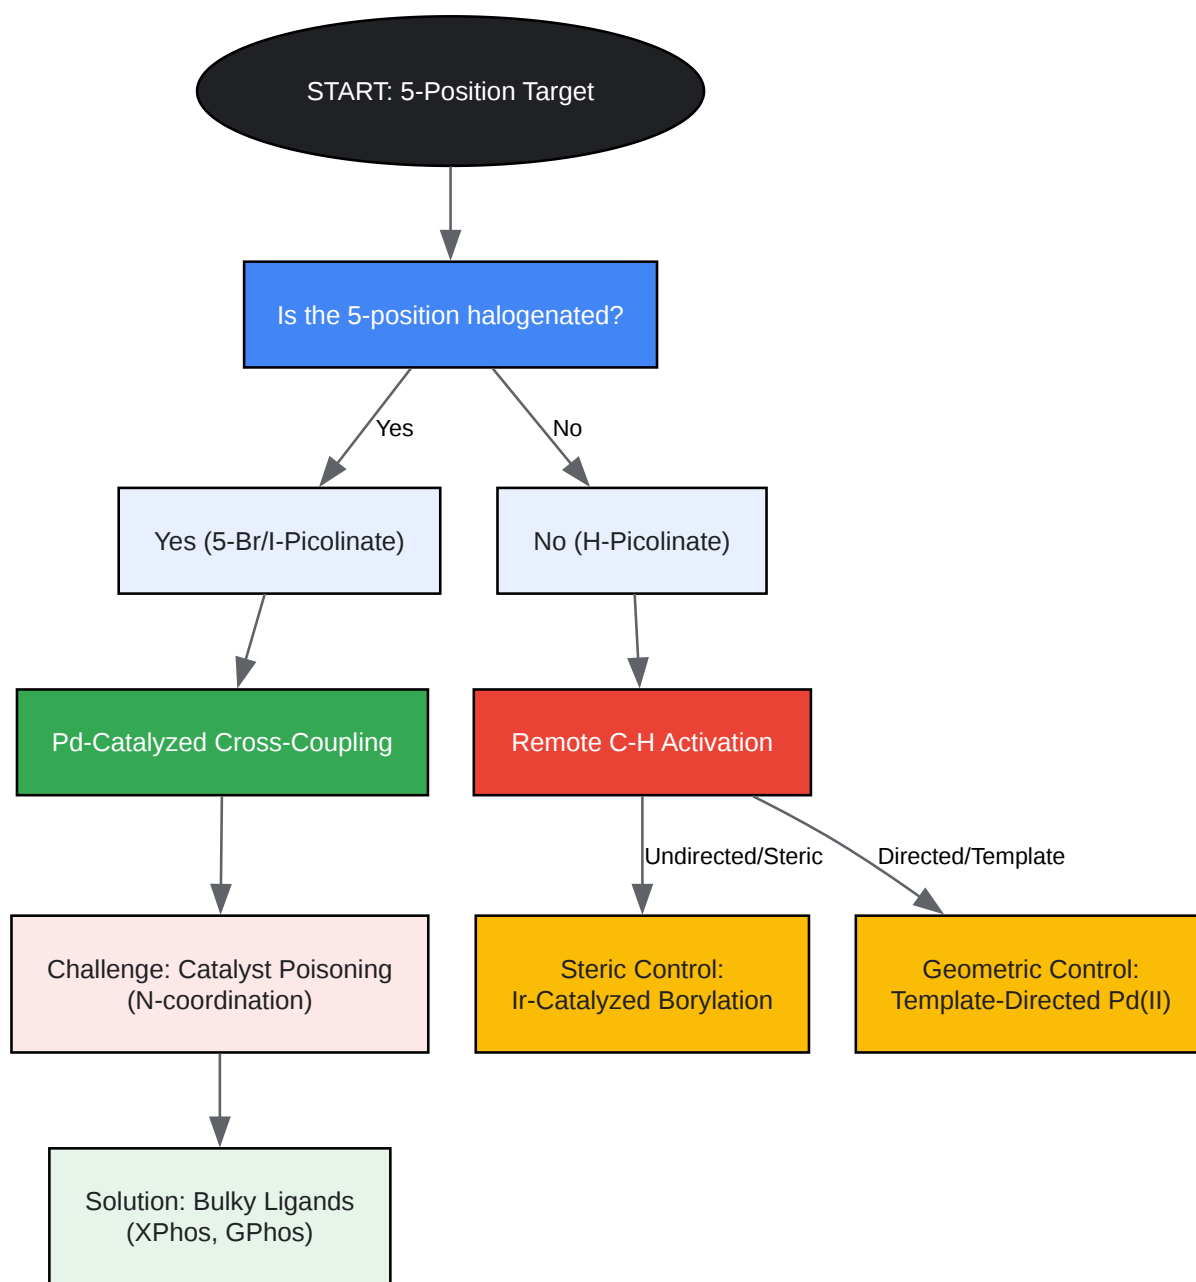 START: 5-Position Target
Is the 5-position halogenated?
Yes
No
Yes (5-Br/I-Picolinate)
No (H-Picolinate)
Pd-Catalyzed Cross-Coupling
Remote C-H Activation
Undirected/Steric
Directed/Template
Challenge: Catalyst Poisoning
(N-coordination)
Steric Control:
Ir-Catalyzed Borylation
Geometric Control:
Template-Directed Pd(II)
Solution: Bulky Ligands
(XPhos, GPhos)